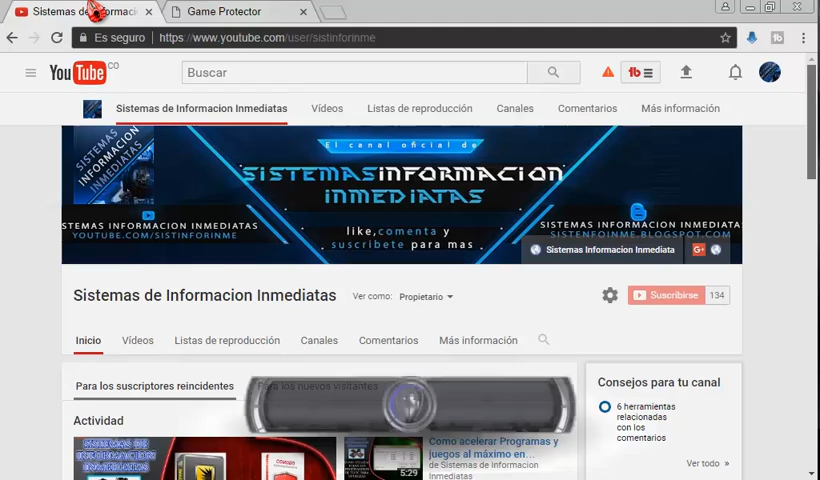 Sistemas de Informaci
Game Protector
Es seguro
https://www.youtube.com/user/sistinforinme
YouTube CO
Buscar
Sistemas de Informacion Inmediatas
Vídeos
Listas de reproducción
Canales
Comentarios
Más información
SISTEMAS
INFORMACION
INMEDIATAS
El canal oficial de
SISTEMASINFORMACION
INMEDIATAS
like,comenta y
suscribete para mas
STEMAS INFORMACION INMEDIATAS
YOUTUBE.COM/SISTINFORINME
SISTEMAS INFORMACION INMEDIATAS
SISTENFOINME.BLOGSPOT.COM
Sistemas Informacion Inmediata
G+
Sistemas de Informacion Inmediatas
Ver como: Propietario
Suscribirse 134
Inicio
Vídeos
Listas de reproducción
Canales
Comentarios
Más información
Para los suscriptores reincidentes
Para los nuevos visitantes
Consejos para tu canal
6 herramientas
relacionadas
con los
comentarios
Ver todo »
Actividad
SISTEMAS DE
INFORMACION
INMEDIATAS
COMODO
5:29
Como acelerar Programas y
juegos al máximo en...
de Sistemas de Informacion
Inmediatas